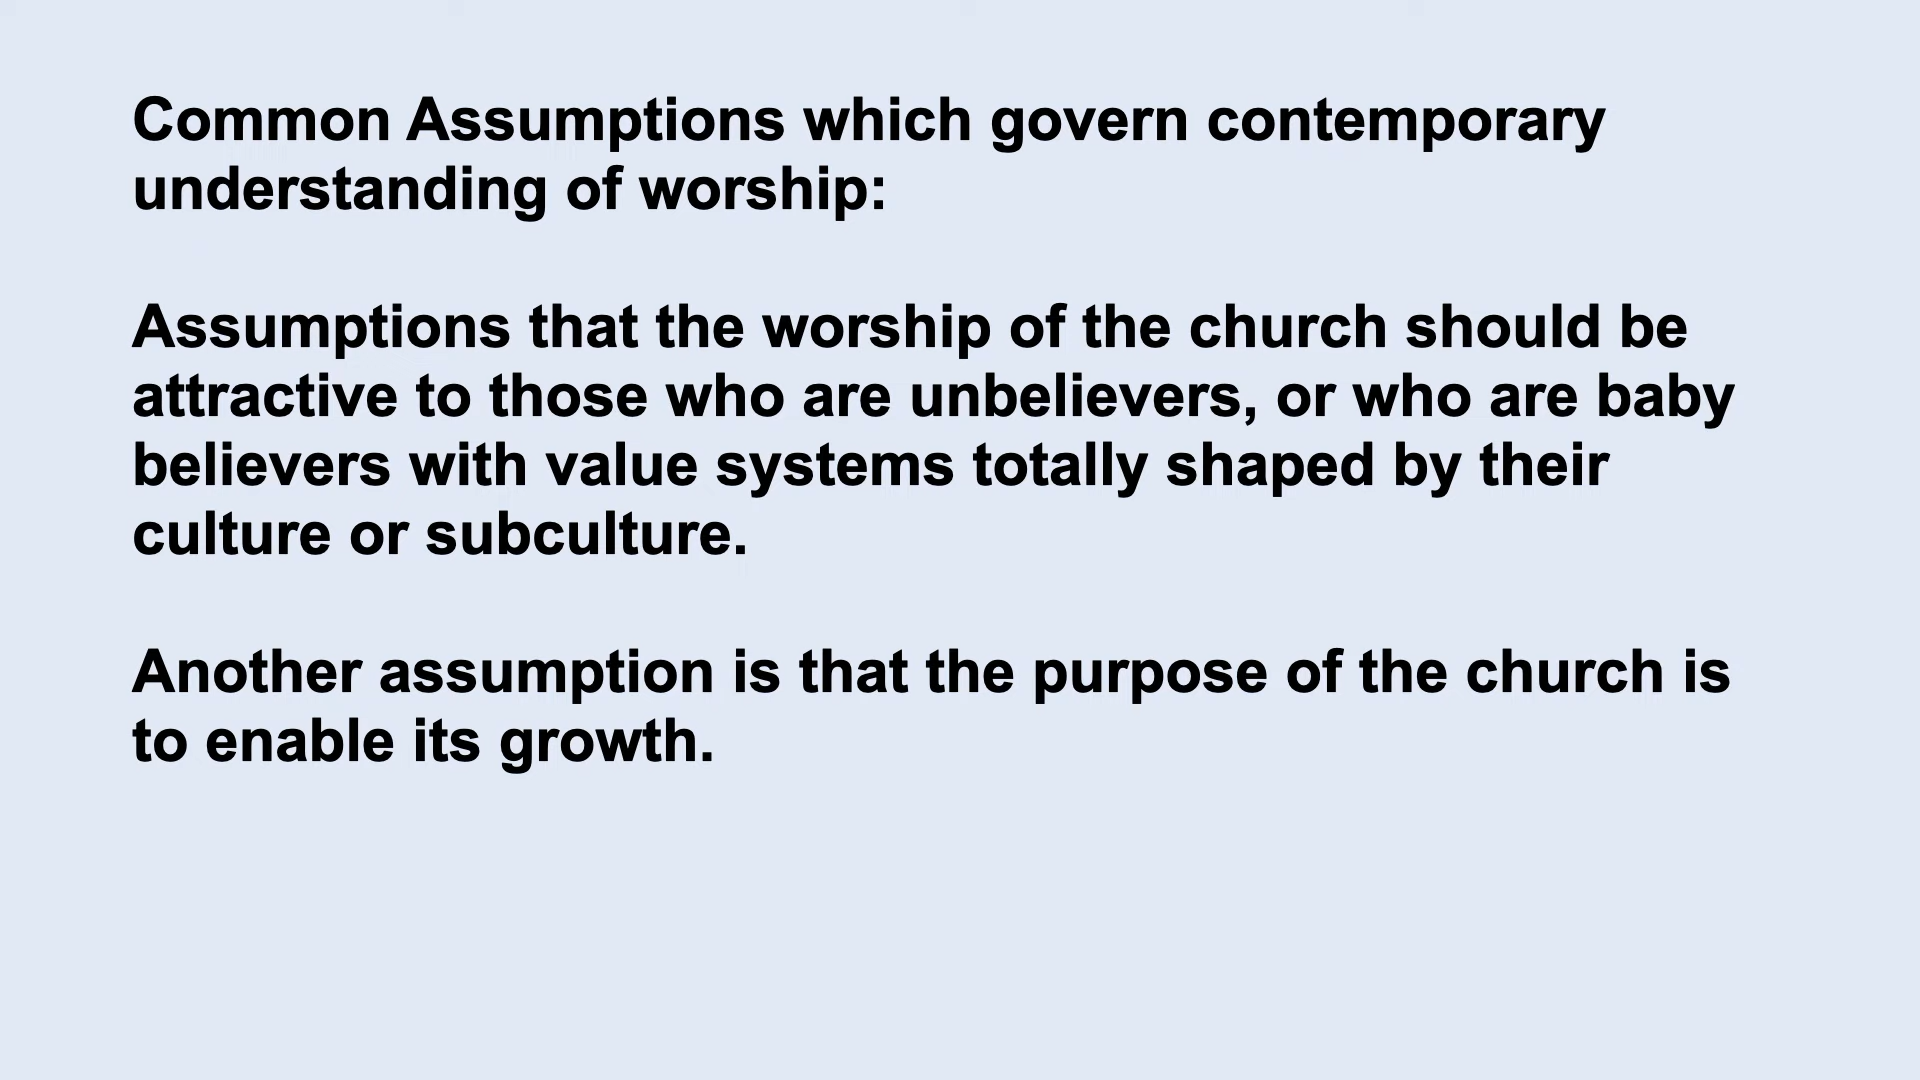 Common Assumptions which govern contemporary
understanding of worship:
Assumptions that the worship of the church should be
attractive to those who are unbelievers, or who are baby
believers with value systems totally shaped by their
culture or subculture.
Another assumption is that the purpose of the church is
to enable its growth.